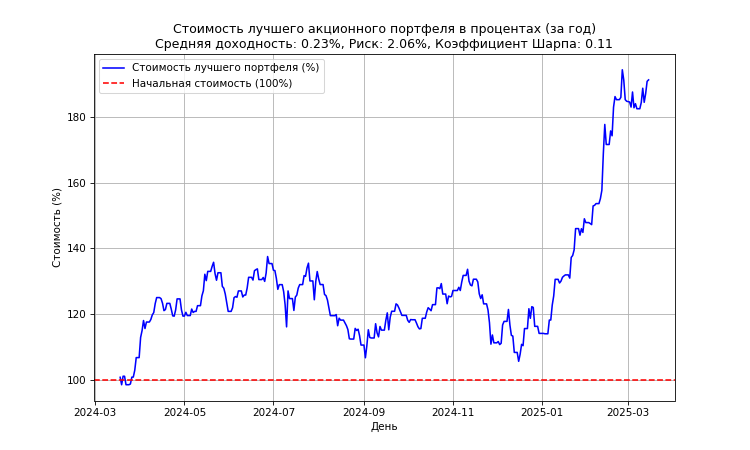 Стоимость лучшего акционного портфеля в процентах (за год)
Средняя доходность: 0.23%, Риск: 2.06%, Коэффициент Шарпа: 0.11
Стоимость лучшего портфеля (%)
Начальная стоимость (100%)
Стоимость (%)
180
160
140
120
100
2024-03 2024-05 2024-07 2024-09 2024-11 2025-01 2025-03
День